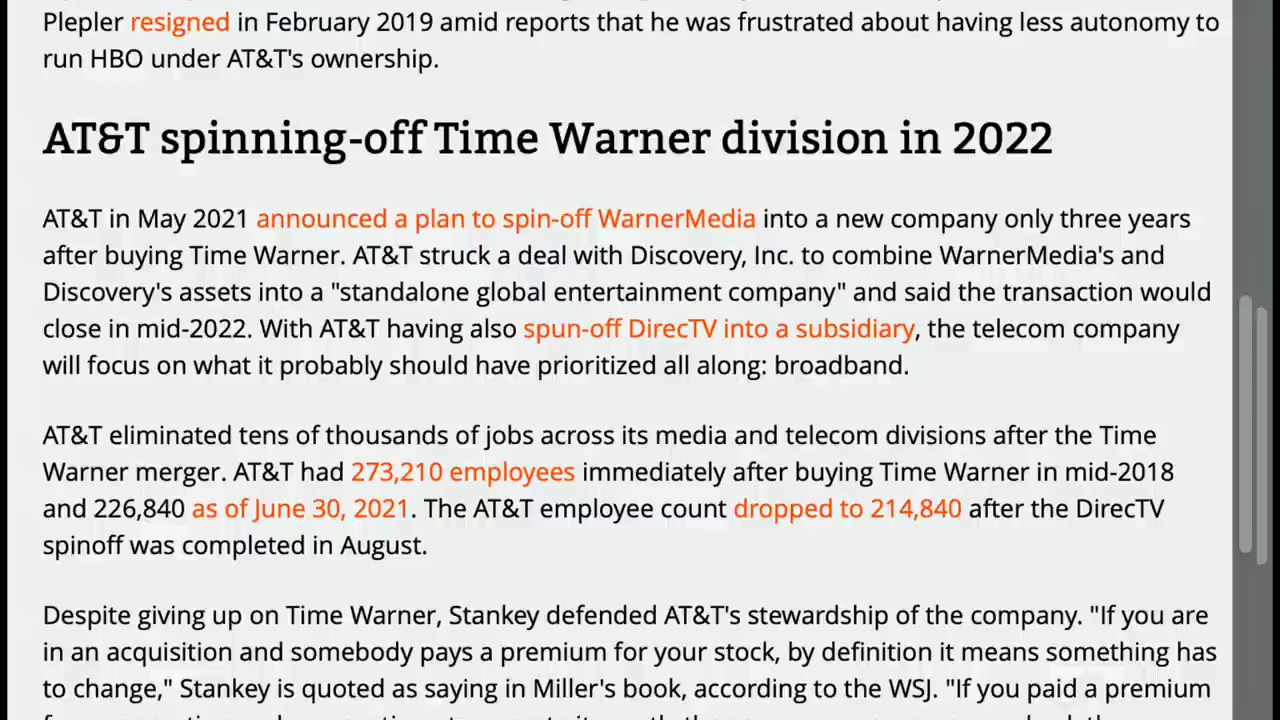 Plepler resigned in February 2019 amid reports that he was frustrated about having less autonomy to
run HBO under AT&T's ownership.
AT&T spinning-off Time Warner division in 2022
AT&T in May 2021 announced a plan to spin-off WarnerMedia into a new company only three years
after buying Time Warner. AT&T struck a deal with Discovery, Inc. to combine WarnerMedia's and
Discovery's assets into a "standalone global entertainment company" and said the transaction would
close in mid-2022. With AT&T having also spun-off DirecTV into a subsidiary, the telecom company
will focus on what it probably should have prioritized all along: broadband.
AT&T eliminated tens of thousands of jobs across its media and telecom divisions after the Time
Warner merger. AT&T had 273,210 employees immediately after buying Time Warner in mid-2018
and 226,840 as of June 30, 2021. The AT&T employee count dropped to 214,840 after the DirecTV
spinoff was completed in August.
Despite giving up on Time Warner, Stankey defended AT&T's stewardship of the company. "If you are
in an acquisition and somebody pays a premium for your stock, by definition it means something has
to change," Stankey is quoted as saying in Miller's book, according to the WSJ. "If you paid a premium